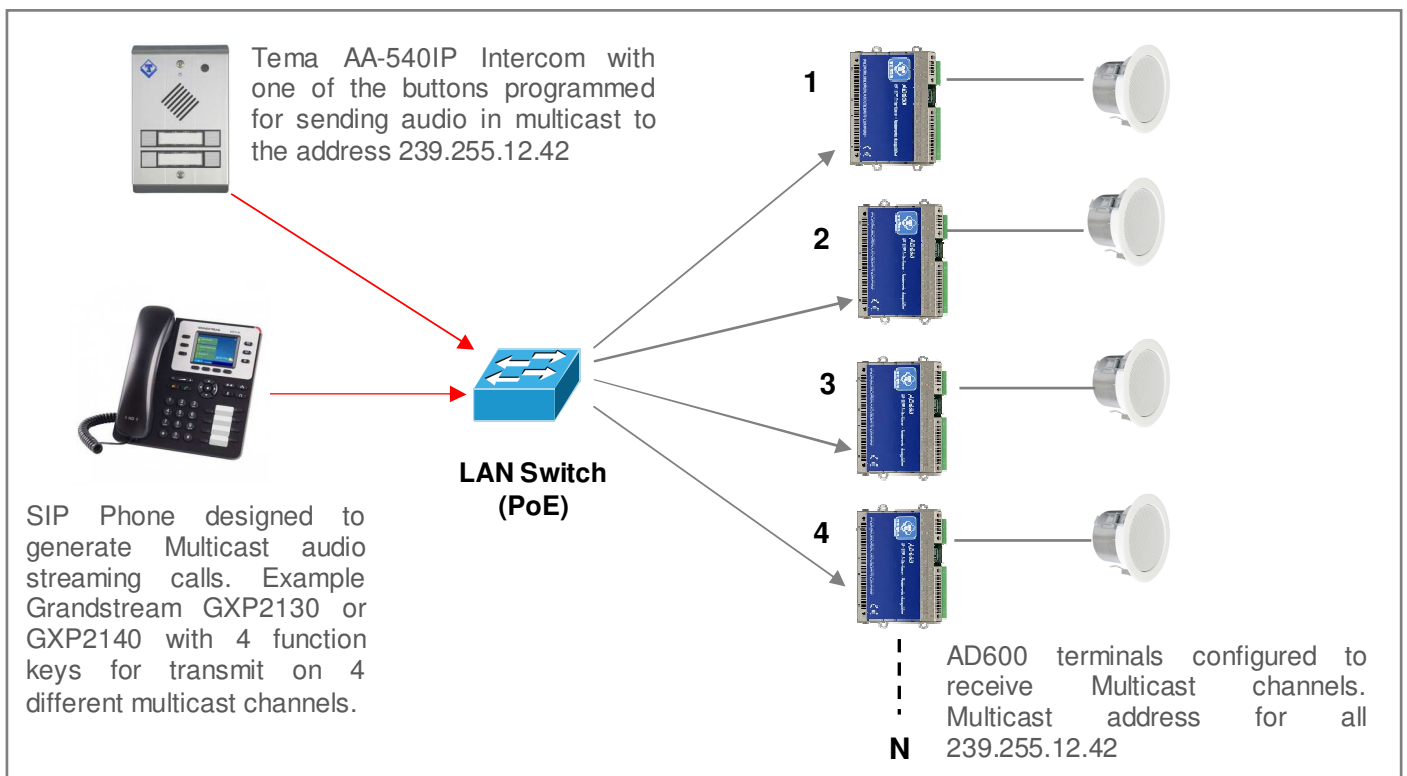 Tema AA-540IP Intercom with
one of the buttons programmed
for sending audio in multicast to
the address 239.255.12.42
1
2
3
4
N
LAN Switch
(PoE)
SIP Phone designed to
generate Multicast audio
streaming calls. Example
Grandstream GXP2130 or
GXP2140 with 4 function
keys for transmit on 4
different multicast channels.
AD600 terminals configured to
receive Multicast channels.
Multicast address for all
239.255.12.42